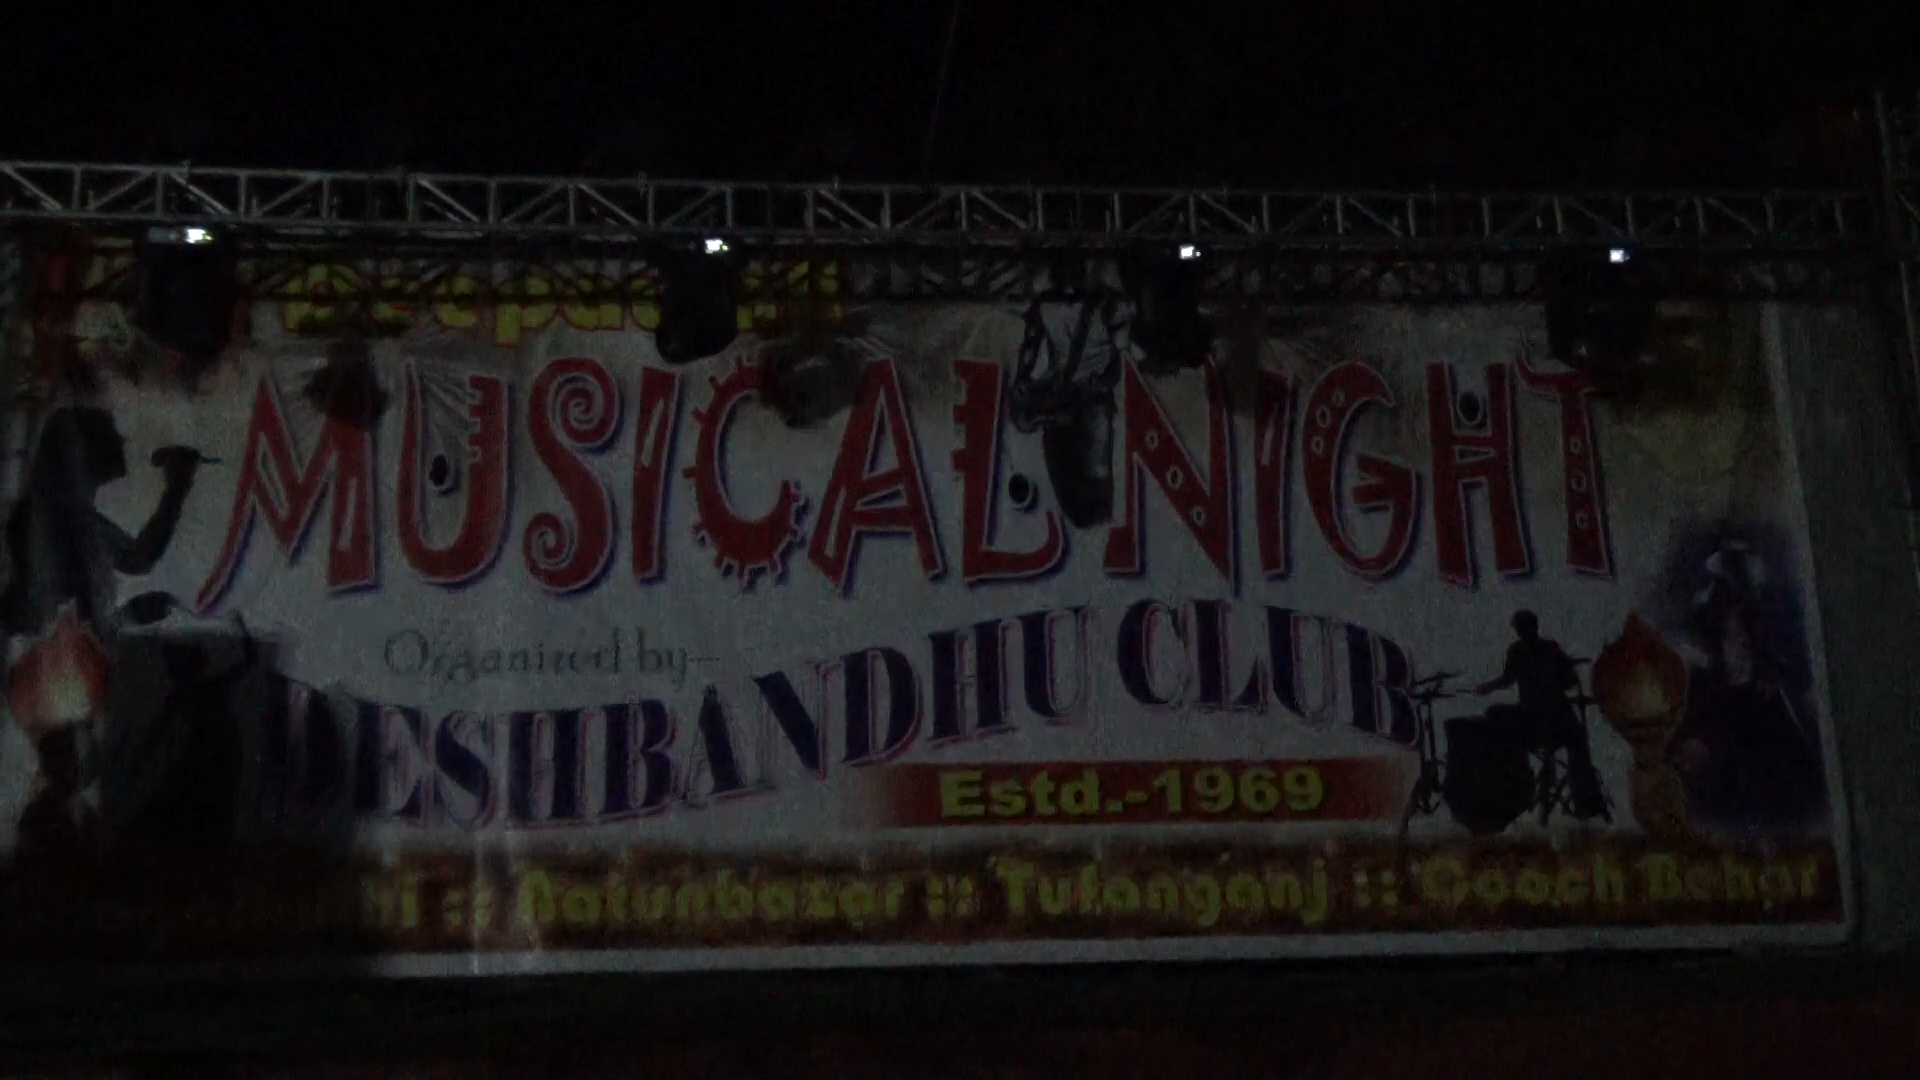 MUSICAL NIGHT
Organized by-
DESHBANDHU CLUB
Estd.-1969
:: Natunbazar :: Tufanganj :: Cooch Behar